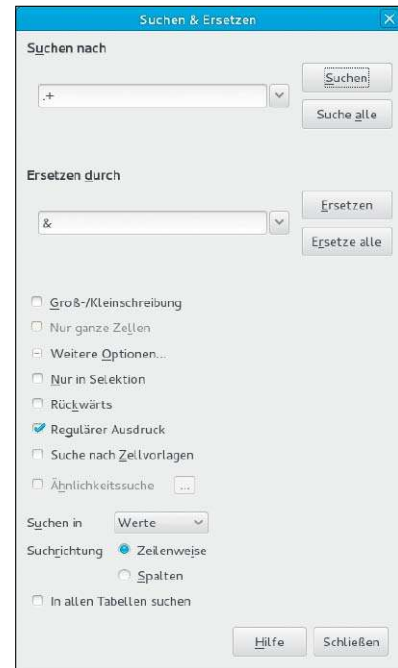 Suchen & Ersetzen
Suchen nach
.+
Suchen
Suche alle
Ersetzen durch
&
Ersetzen
Ersetze alle
Groß-/Kleinschreibung
Nur ganze Zellen
Weitere Optionen...
Nur in Selektion
Rückwärts
Regulärer Ausdruck
Suche nach Zellvorlagen
Ähnlichkeitssuche ...
Suchen in Werte
Suchrichtung Zeilenweise
Spalten
In allen Tabellen suchen
Hilfe Schließen